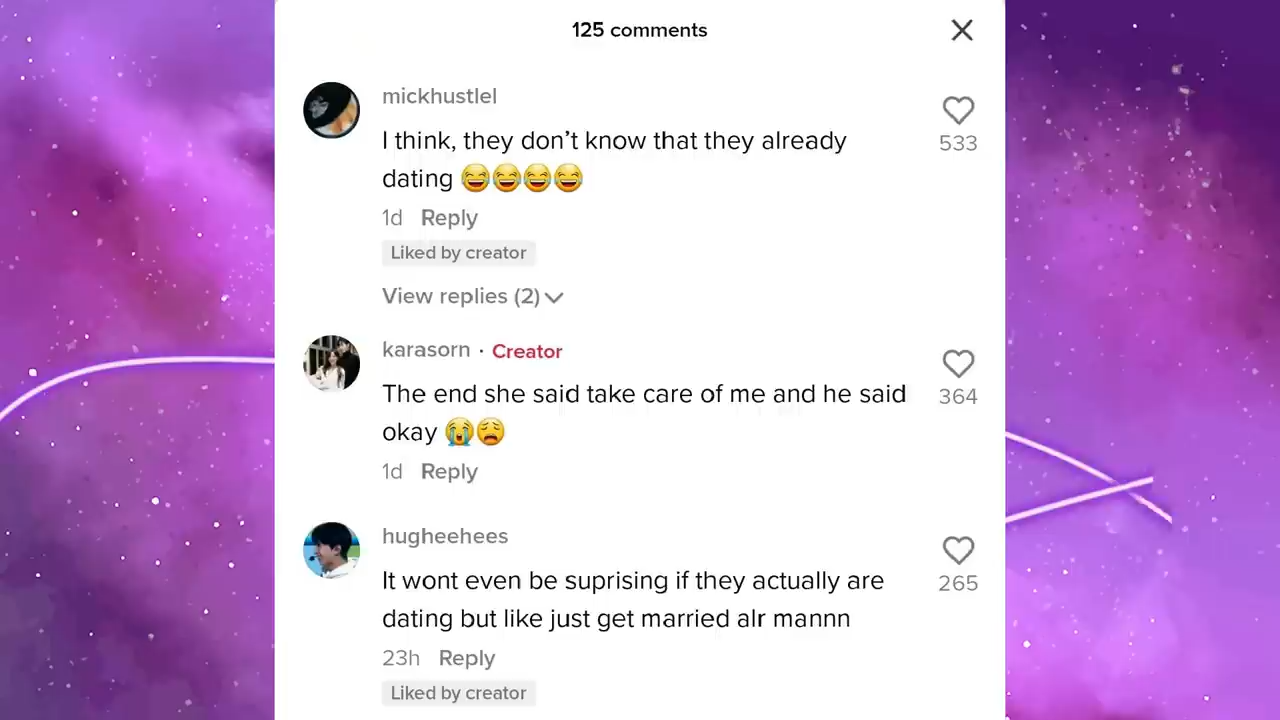 125 comments
mickhustlel
I think, they don’t know that they already
dating 😂😂😂😂
533
1d Reply
Liked by creator
View replies (2)
karasorn · Creator
The end she said take care of me and he said
okay 😭😩
364
1d Reply
hugheehees
It wont even be suprising if they actually are
dating but like just get married alr mannn
265
23h Reply
Liked by creator